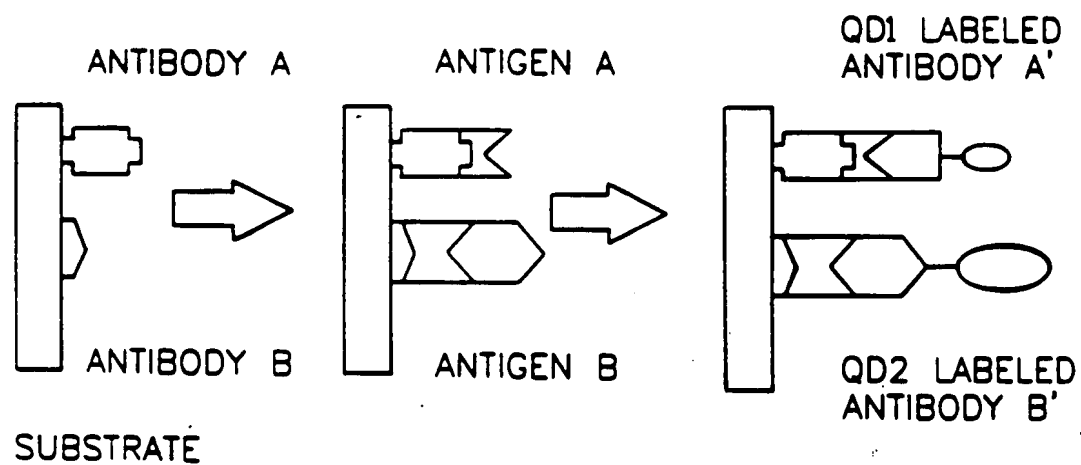 ANTIBODY A
ANTIGEN A
QD1 LABELED
ANTIBODY A'
ANTIBODY B
ANTIGEN B
QD2 LABELED
ANTIBODY B'
SUBSTRATE